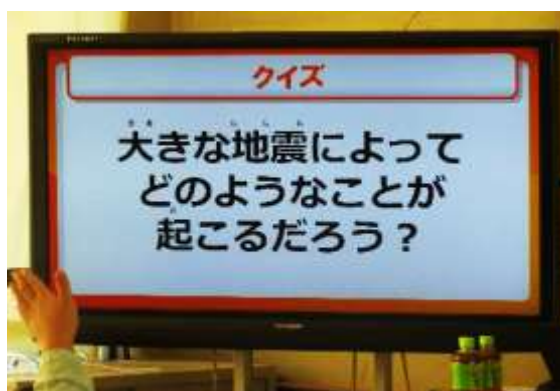 クイズ
大きな地震によって
どのようなことが
起こるだろう？